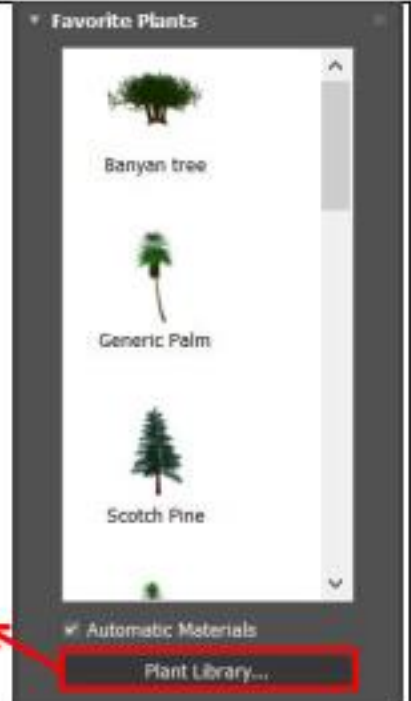 Favorite Plants
Banyan tree
Generic Palm
Scotch Pine
Automatic Materials
Plant Library...